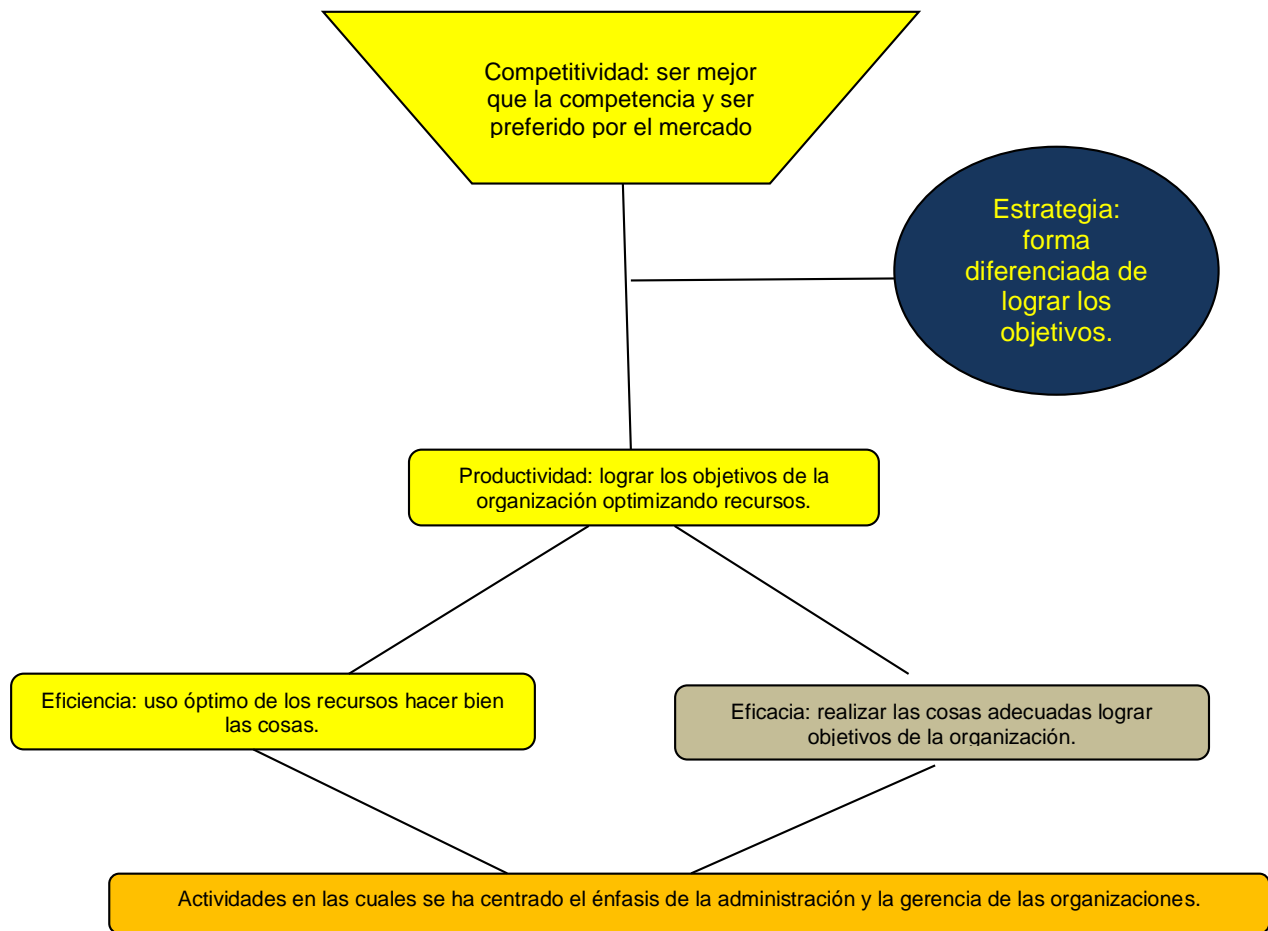 Competitividad: ser mejor
que la competencia y ser
preferido por el mercado
Estrategia:
forma
diferenciada de
lograr los
objetivos.
Productividad: lograr los objetivos de la
organización optimizando recursos.
Eficiencia: uso óptimo de los recursos hacer bien
las cosas.
Eficacia: realizar las cosas adecuadas lograr
objetivos de la organización.
Actividades en las cuales se ha centrado el énfasis de la administración y la gerencia de las organizaciones.